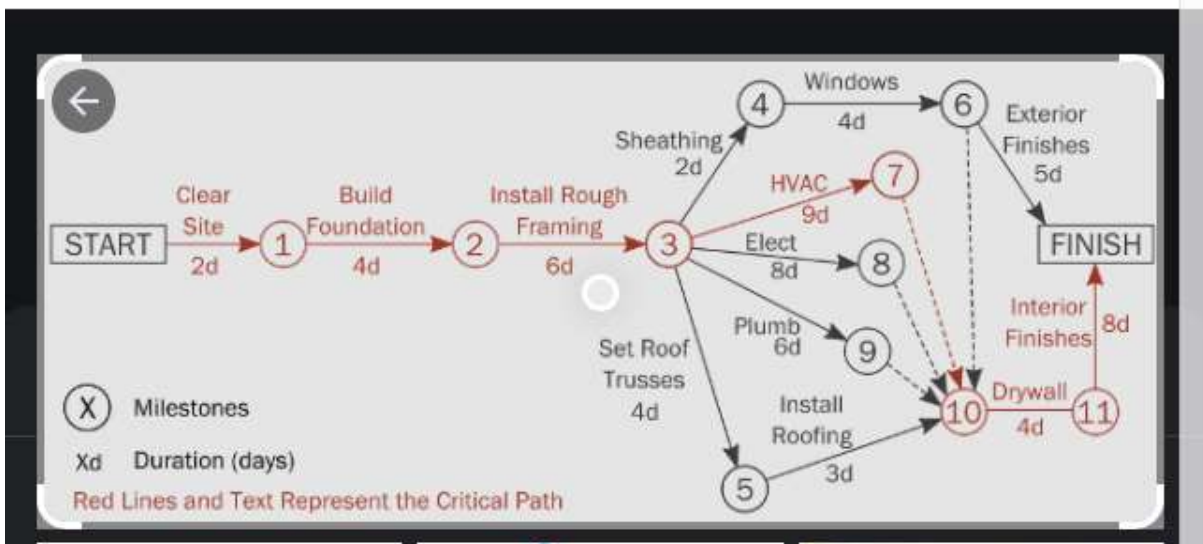 Windows
4
6
4d
Exterior
Finishes
5d
Sheathing
2d
HVAC
9d
7
Clear
Site
2d
Build
Foundation
4d
Install Rough
Framing
6d
START
1
2
3
Elect
8d
8
FINISH
Plumb
6d
9
Interior
Finishes
8d
Set Roof
Trusses
4d
Install
Roofing
3d
10
Drywall
4d
11
5
X Milestones
Xd Duration (days)
Red Lines and Text Represent the Critical Path